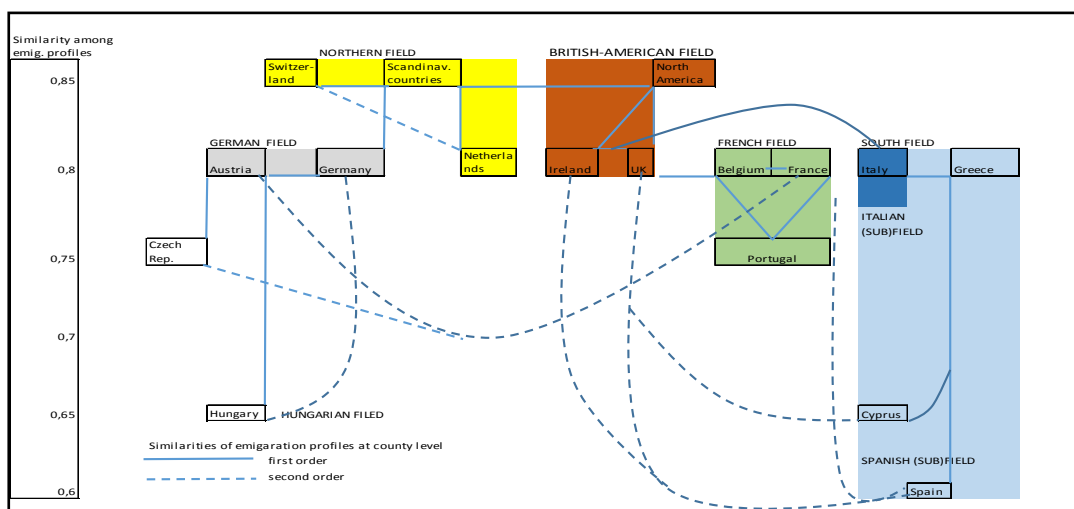 Similarity among
emig. profiles
NORTHERN FIELD
BRITISH-AMERICAN FIELD
Switzer-
land
Scandinav.
countries
North
America
0,85
GERMAN FIELD
FRENCH FIELD
SOUTH FIELD
0,8
Austria
Germany
Netherla
nds
Ireland
UK
Belgium
France
Italy
Greece
ITALIAN
(SUB)FIELD
Czech
Rep.
0,75
Portugal
0,7
0,65
Hungary
HUNGARIAN FILED
Cyprus
Similarities of emigaration profiles at county level
first order
second order
SPANISH (SUB)FIELD
0,6
Spain